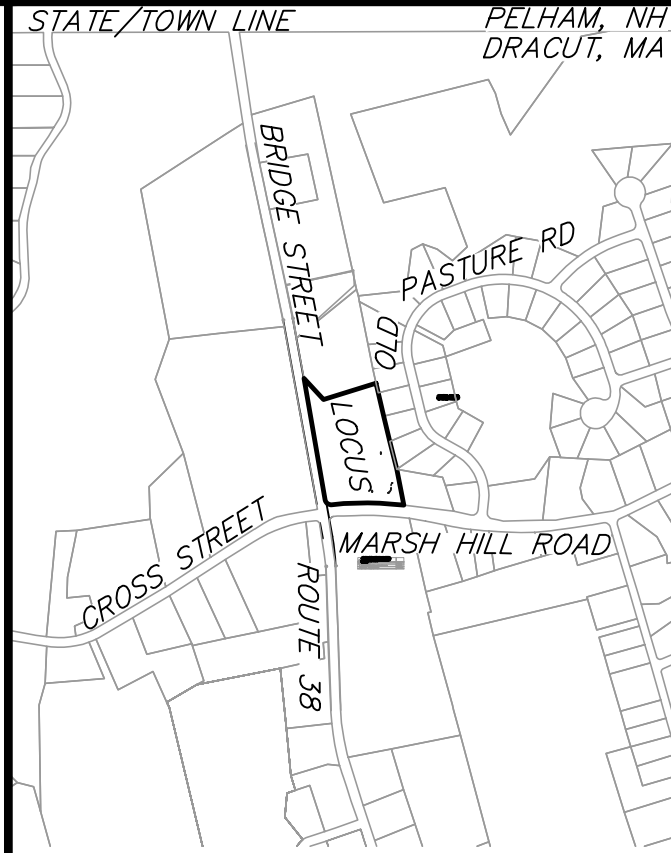 STATE/TOWN LINE
PELHAM, NH
DRACUT, MA
BRIDGE STREET
OLD PASTURE RD
LOCUS
CROSS STREET
MARSH HILL ROAD
ROUTE 38